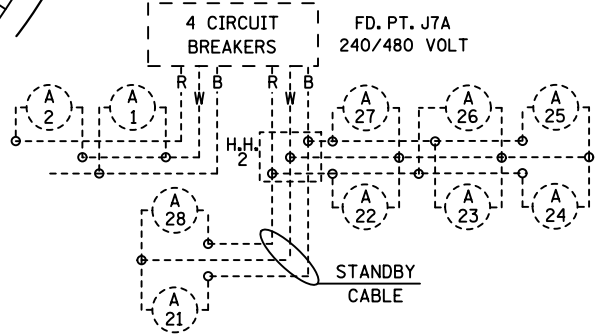 4 CIRCUIT
BREAKERS
FD. PT. J7A
240/480 VOLT
R W B
R W B
A
2
A
1
H.H.
2
A
27
A
26
A
25
A
22
A
23
A
24
A
28
A
21
STANDBY
CABLE